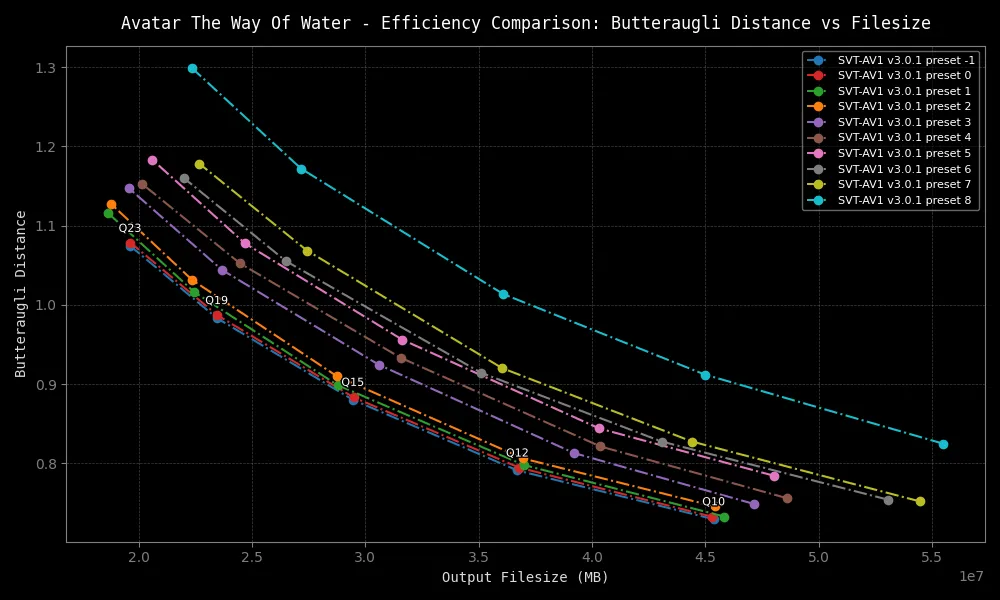 Avatar The Way Of Water - Efficiency Comparison: Butteraugli Distance vs Filesize
SVT-AV1 v3.0.1 preset -1
SVT-AV1 v3.0.1 preset 0
SVT-AV1 v3.0.1 preset 1
SVT-AV1 v3.0.1 preset 2
SVT-AV1 v3.0.1 preset 3
SVT-AV1 v3.0.1 preset 4
SVT-AV1 v3.0.1 preset 5
SVT-AV1 v3.0.1 preset 6
SVT-AV1 v3.0.1 preset 7
SVT-AV1 v3.0.1 preset 8
Butteraugli Distance
1.3
1.2
1.1
1.0
0.9
0.8
Q23
Q19
Q15
Q12
Q10
2.0 2.5 3.0 3.5 4.0 4.5 5.0 5.5
1e7
Output Filesize (MB)